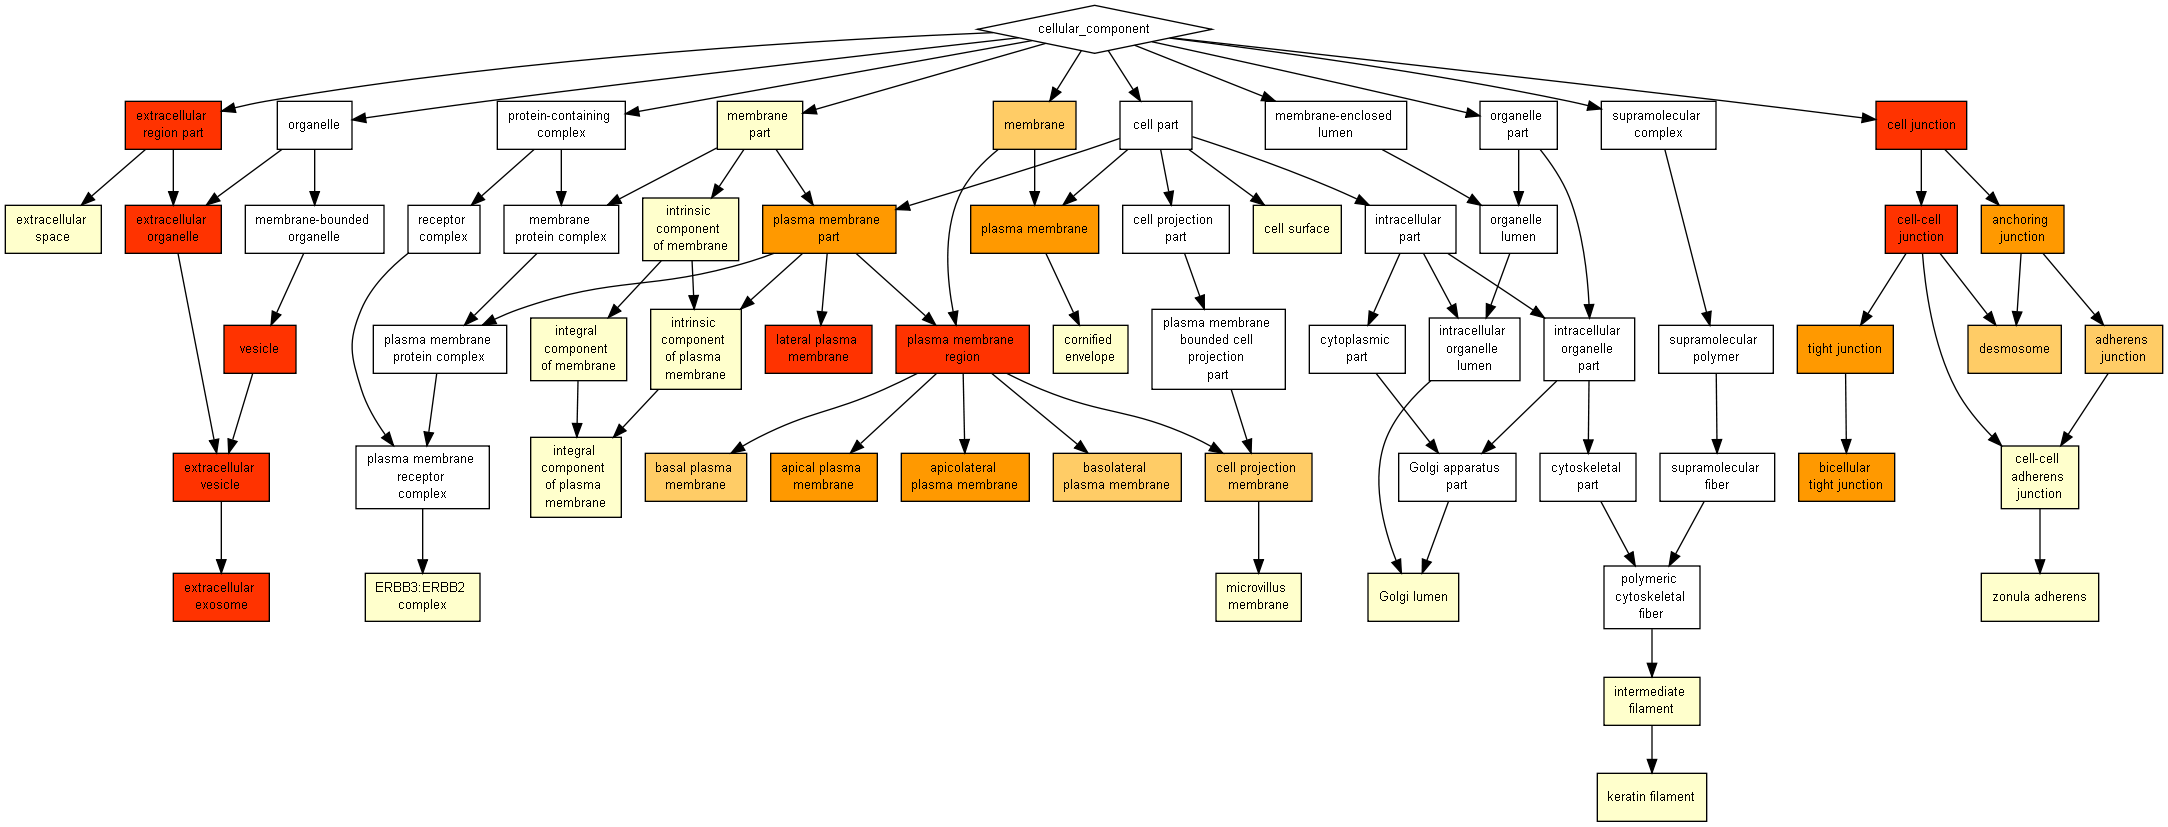 cellular_component
extracellular
region part
organelle
protein-containing
complex
membrane
part
membrane
cell part
membrane-enclosed
lumen
organelle
part
supramolecular
complex
cell junction
extracellular
space
extracellular
organelle
membrane-bounded
organelle
receptor
complex
membrane
protein complex
intrinsic
component
of membrane
plasma membrane
part
plasma membrane
cell projection
part
cell surface
intracellular
part
organelle
lumen
cell-cell
junction
anchoring
junction
vesicle
plasma membrane
protein complex
integral
component
of membrane
intrinsic
component
of plasma
membrane
lateral plasma
membrane
plasma membrane
region
cornified
envelope
plasma membrane
bounded cell
projection
part
cytoplasmic
part
intracellular
organelle
lumen
intracellular
organelle
part
supramolecular
polymer
tight junction
desmosome
adherens
junction
extracellular
vesicle
plasma membrane
receptor
complex
integral
component
of plasma
membrane
basal plasma
membrane
apical plasma
membrane
apicolateral
plasma membrane
basolateral
plasma membrane
cell projection
membrane
Golgi apparatus
part
cytoskeletal
part
supramolecular
fiber
bicellular
tight junction
cell-cell
adherens
junction
extracellular
exosome
ERBB3:ERBB2
complex
microvillus
membrane
Golgi lumen
polymeric
cytoskeletal
fiber
zonula adherens
intermediate
filament
keratin filament